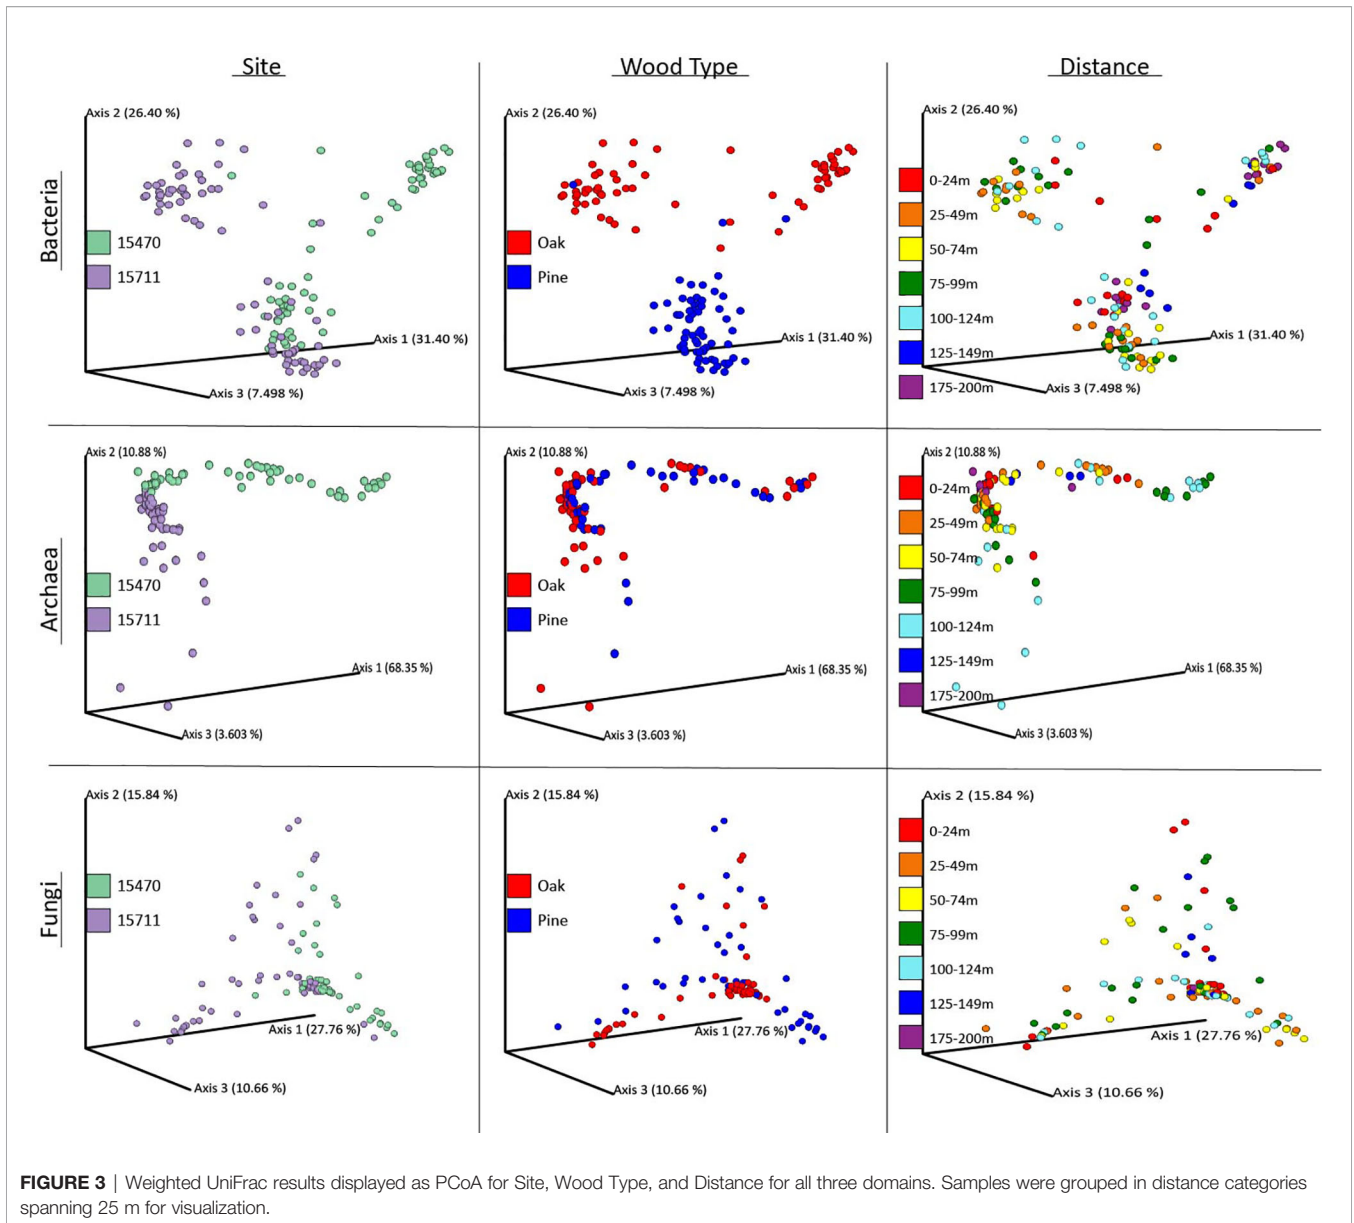 Site
Wood Type
Distance
Bacteria
Axis 2 (26.40 %)
15470
15711
Axis 1 (31.40 %)
Axis 3 (7.498 %)
Axis 2 (26.40 %)
Oak
Pine
Axis 1 (31.40 %)
Axis 3 (7.498 %)
Axis 2 (26.40 %)
0-24m
25-49m
50-74m
75-99m
100-124m
125-149m
175-200m
Axis 1 (31.40 %)
Axis 3 (7.498 %)
Archaea
Axis 2 (10.88 %)
15470
15711
Axis 1 (68.35 %)
Axis 3 (3.603 %)
Axis 2 (10.88 %)
Oak
Pine
Axis 1 (68.35 %)
Axis 3 (3.603 %)
Axis 2 (10.88 %)
0-24m
25-49m
50-74m
75-99m
100-124m
125-149m
175-200m
Axis 1 (68.35 %)
Axis 3 (3.603 %)
Fungi
Axis 2 (15.84 %)
15470
15711
Axis 1 (27.76 %)
Axis 3 (10.66 %)
Axis 2 (15.84 %)
Oak
Pine
Axis 1 (27.76 %)
Axis 3 (10.66 %)
Axis 2 (15.84 %)
0-24m
25-49m
50-74m
75-99m
100-124m
125-149m
175-200m
Axis 1 (27.76 %)
Axis 3 (10.66 %)
FIGURE 3 | Weighted UniFrac results displayed as PCoA for Site, Wood Type, and Distance for all three domains. Samples were grouped in distance categories
spanning 25 m for visualization.